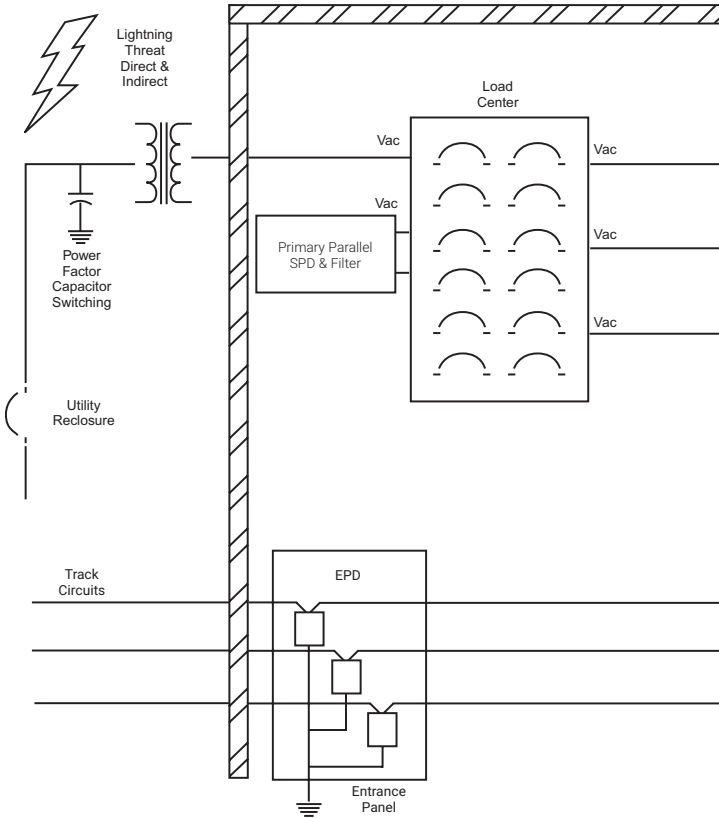 Lightning
Threat
Direct &
Indirect
Load
Center
Vac
Vac
Vac
Primary Parallel
SPD & Filter
Vac
Vac
Power
Factor
Capacitor
Switching
Utility
Reclosure
Track
Circuits
EPD
Entrance
Panel